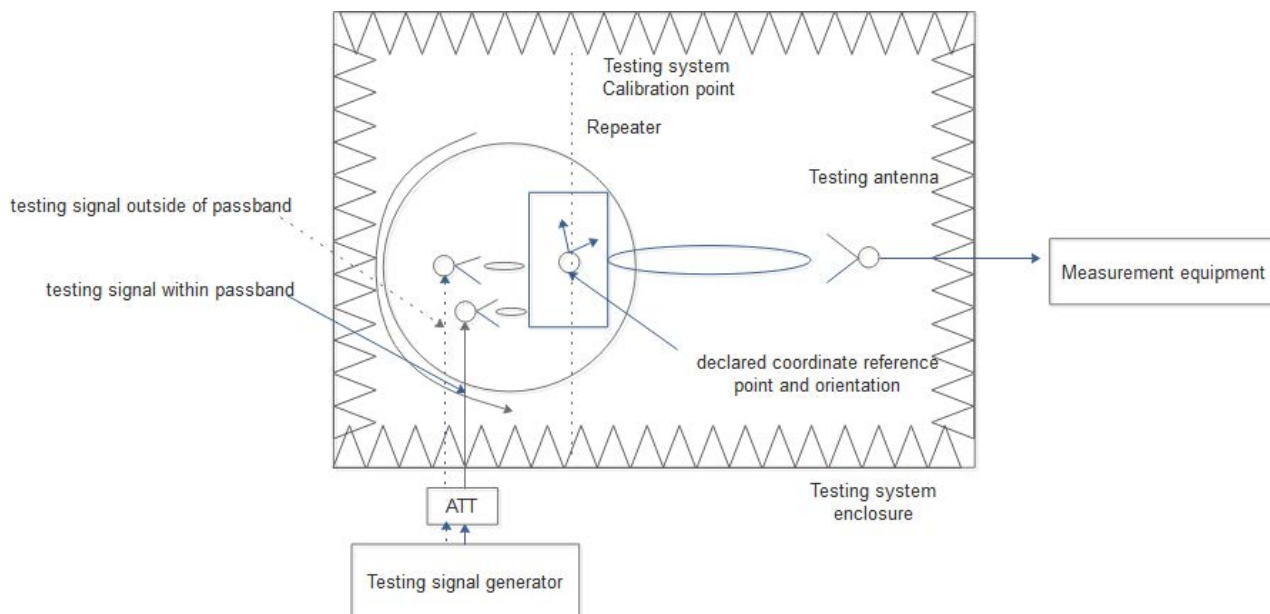 Testing system
Calibration point
Repeater
Testing antenna
testing signal outside of passband
testing signal within passband
Measurement equipment
declared coordinate reference
point and orientation
ATT
Testing system
enclosure
Testing signal generator